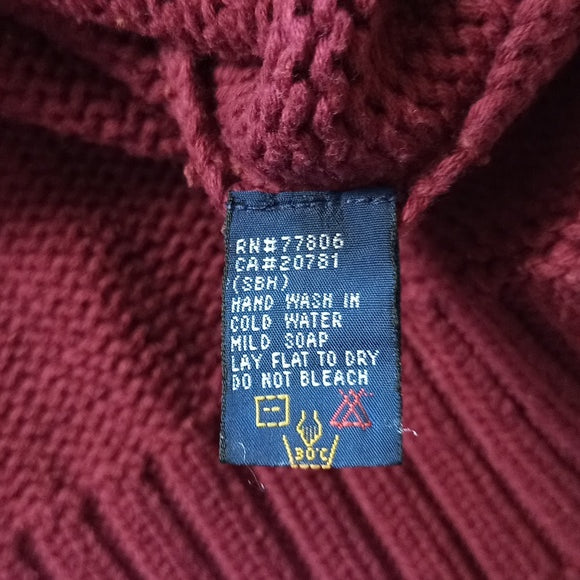 RN#77806
CA#20781
(SBH)
HAND WASH IN
COLD WATER
MILD SOAP
LAY FLAT TO DRY
DO NOT BLEACH
30°C